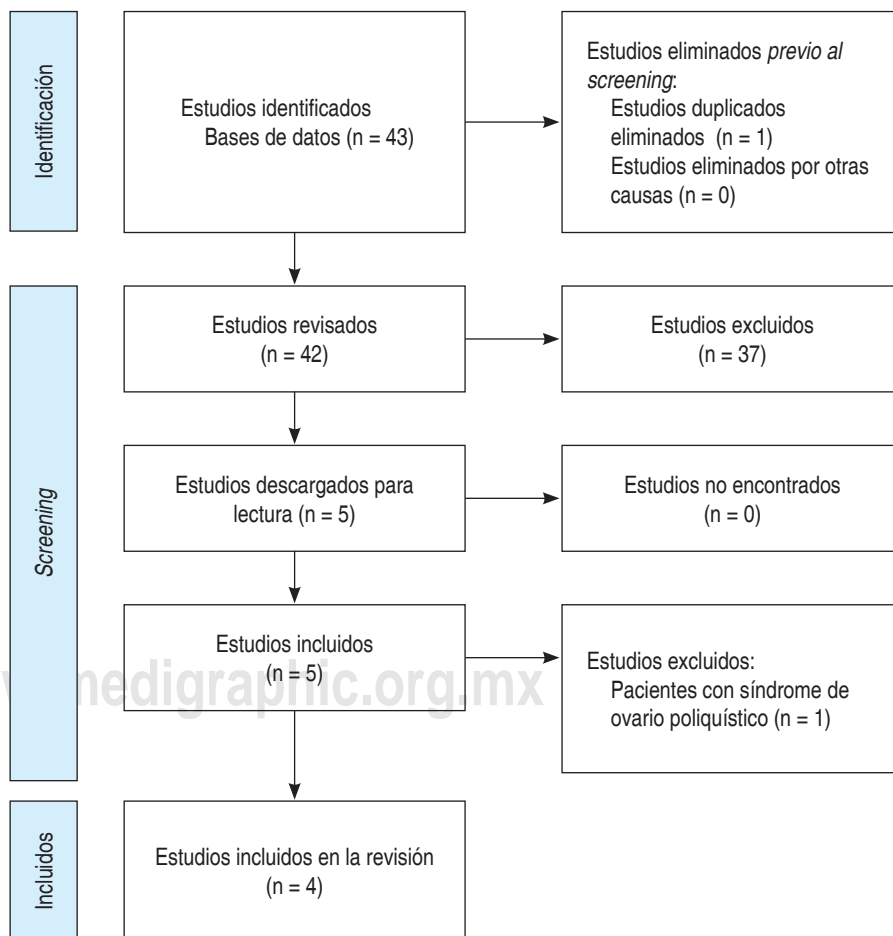 Identificación
Estudios identificados
Bases de datos (n = 43)
Estudios eliminados previo al
screening:
Estudios duplicados
eliminados (n = 1)
Estudios eliminados por otras
causas (n = 0)
Screening
Estudios revisados
(n = 42)
Estudios excluidos
(n = 37)
Estudios descargados para
lectura (n = 5)
Estudios no encontrados
(n = 0)
Estudios incluidos
(n = 5)
Estudios excluidos:
Pacientes con síndrome de
ovario poliquístico (n = 1)
medigraphic.org.mx
Incluidos
Estudios incluidos en la revisión
(n = 4)